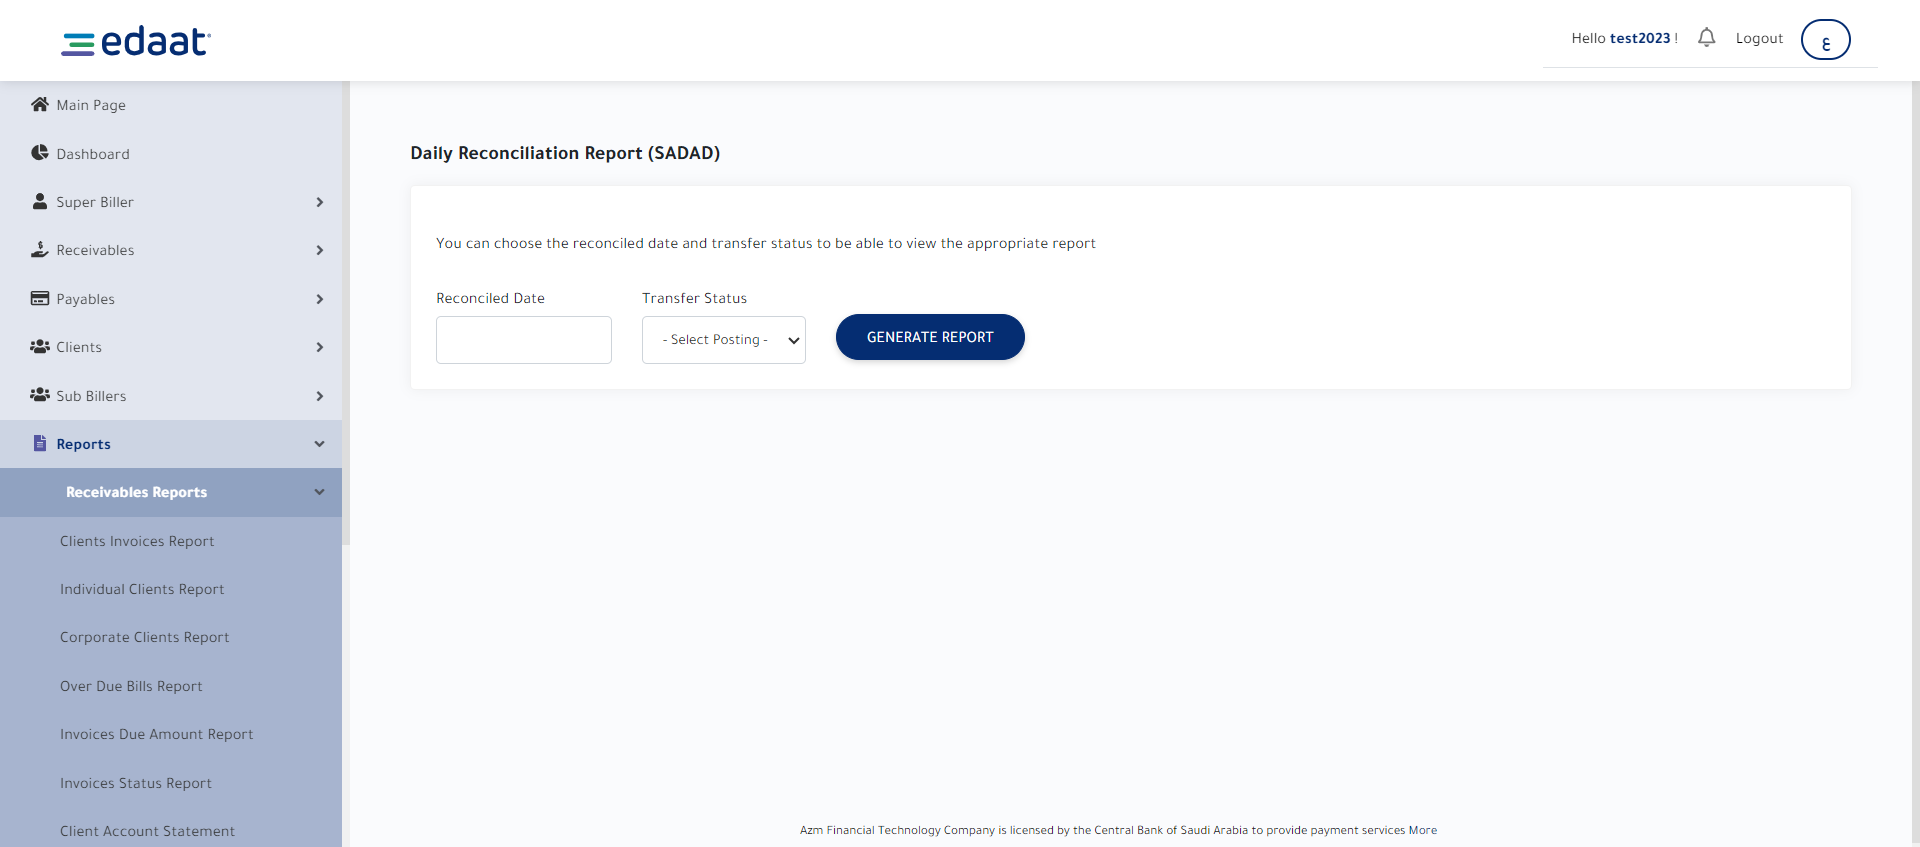 edaat
Hello test2023 !
Logout
ع
Main Page
Dashboard
Super Biller
Receivables
Payables
Clients
Sub Billers
Reports
Receivables Reports
Clients Invoices Report
Individual Clients Report
Corporate Clients Report
Over Due Bills Report
Invoices Due Amount Report
Invoices Status Report
Client Account Statement
Daily Reconciliation Report (SADAD)
You can choose the reconciled date and transfer status to be able to view the appropriate report
Reconciled Date
Transfer Status
- Select Posting -
GENERATE REPORT
Azm Financial Technology Company is licensed by the Central Bank of Saudi Arabia to provide payment services More